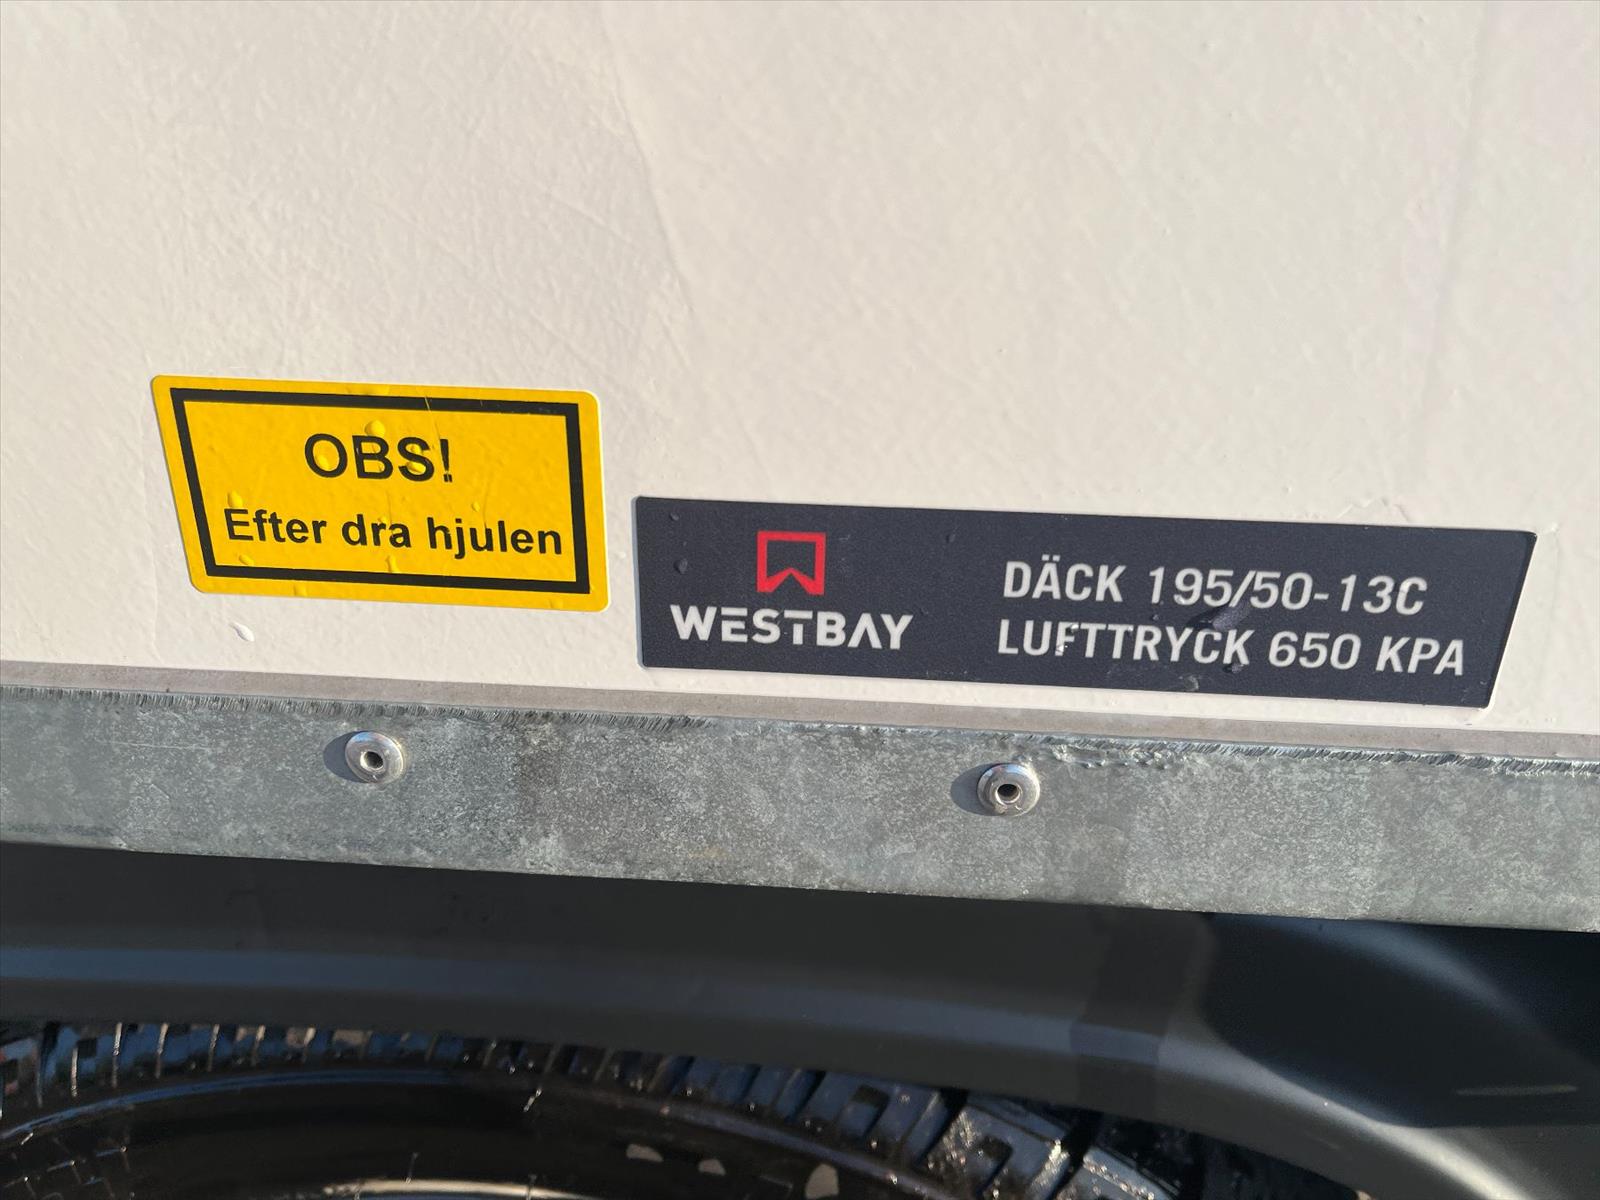 OBS!
Efter dra hjulen
WESTBAY
DÄCK 195/50-13C
LUFTTRYCK 650 KPA